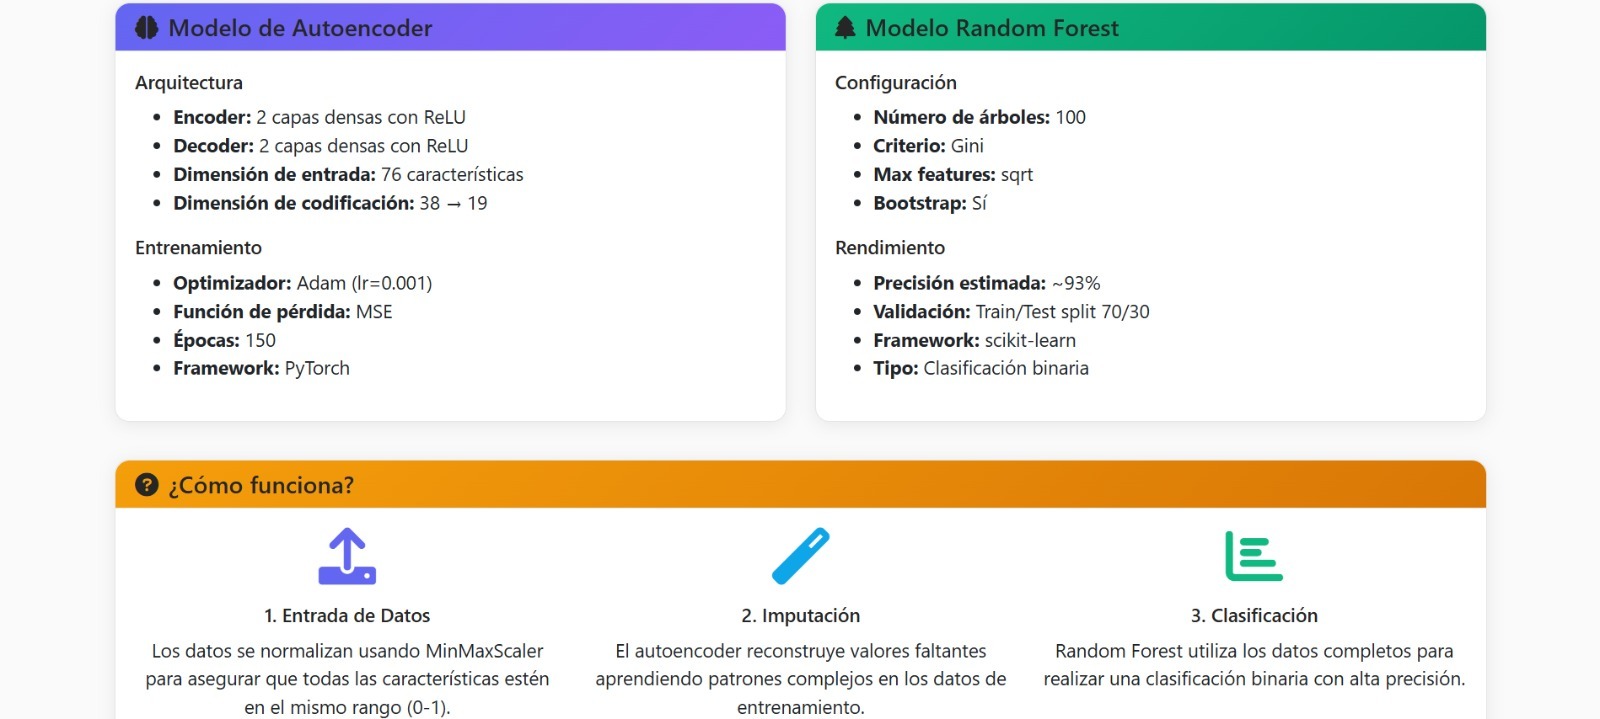 Modelo de Autoencoder
Arquitectura
• Encoder: 2 capas densas con ReLU
• Decoder: 2 capas densas con ReLU
• Dimensión de entrada: 76 características
• Dimensión de codificación: 38 → 19
Entrenamiento
• Optimizador: Adam (lr=0.001)
• Función de pérdida: MSE
• Épocas: 150
• Framework: PyTorch
Modelo Random Forest
Configuración
• Número de árboles: 100
• Criterio: Gini
• Max features: sqrt
• Bootstrap: Sí
Rendimiento
• Precisión estimada: ~93%
• Validación: Train/Test split 70/30
• Framework: scikit-learn
• Tipo: Clasificación binaria
¿Cómo funciona?
1. Entrada de Datos
Los datos se normalizan usando MinMaxScaler
para asegurar que todas las características estén
en el mismo rango (0-1).
2. Imputación
El autoencoder reconstruye valores faltantes
aprendiendo patrones complejos en los datos de
entrenamiento.
3. Clasificación
Random Forest utiliza los datos completos para
realizar una clasificación binaria con alta precisión.